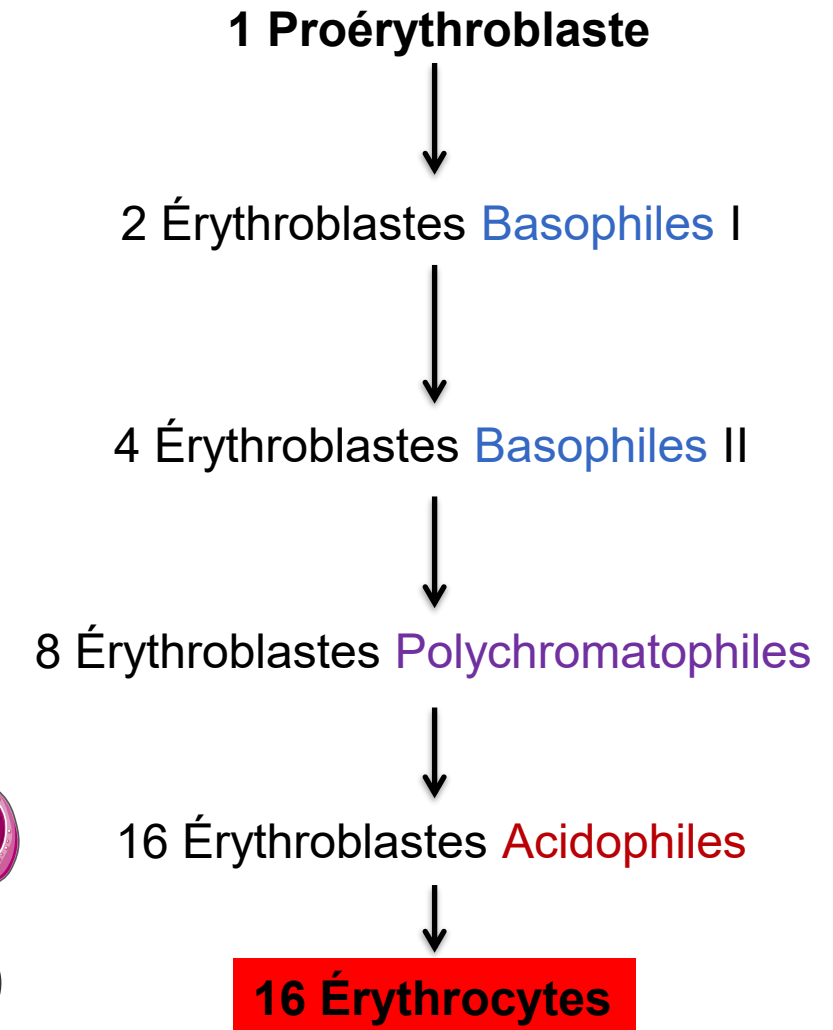 1 Proérythroblaste
2 Érythroblastes Basophiles I
4 Érythroblastes Basophiles II
8 Érythroblastes Polychromatophiles
16 Érythroblastes Acidophiles
16 Érythrocytes